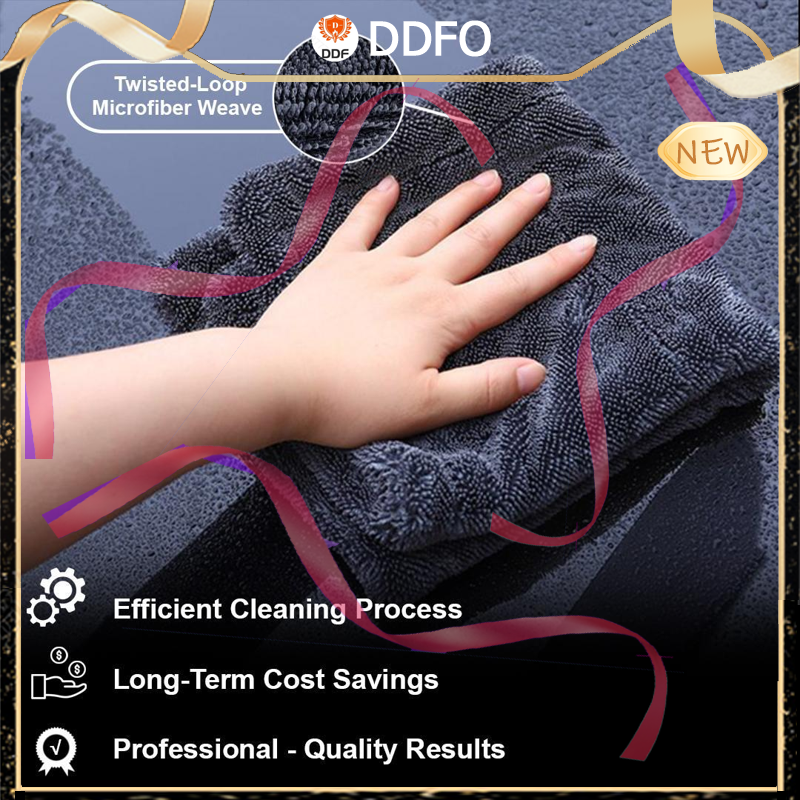 DDF
DDFO
Twisted-Loop
Microfiber Weave
NEW
Efficient Cleaning Process
Long-Term Cost Savings
Professional - Quality Results